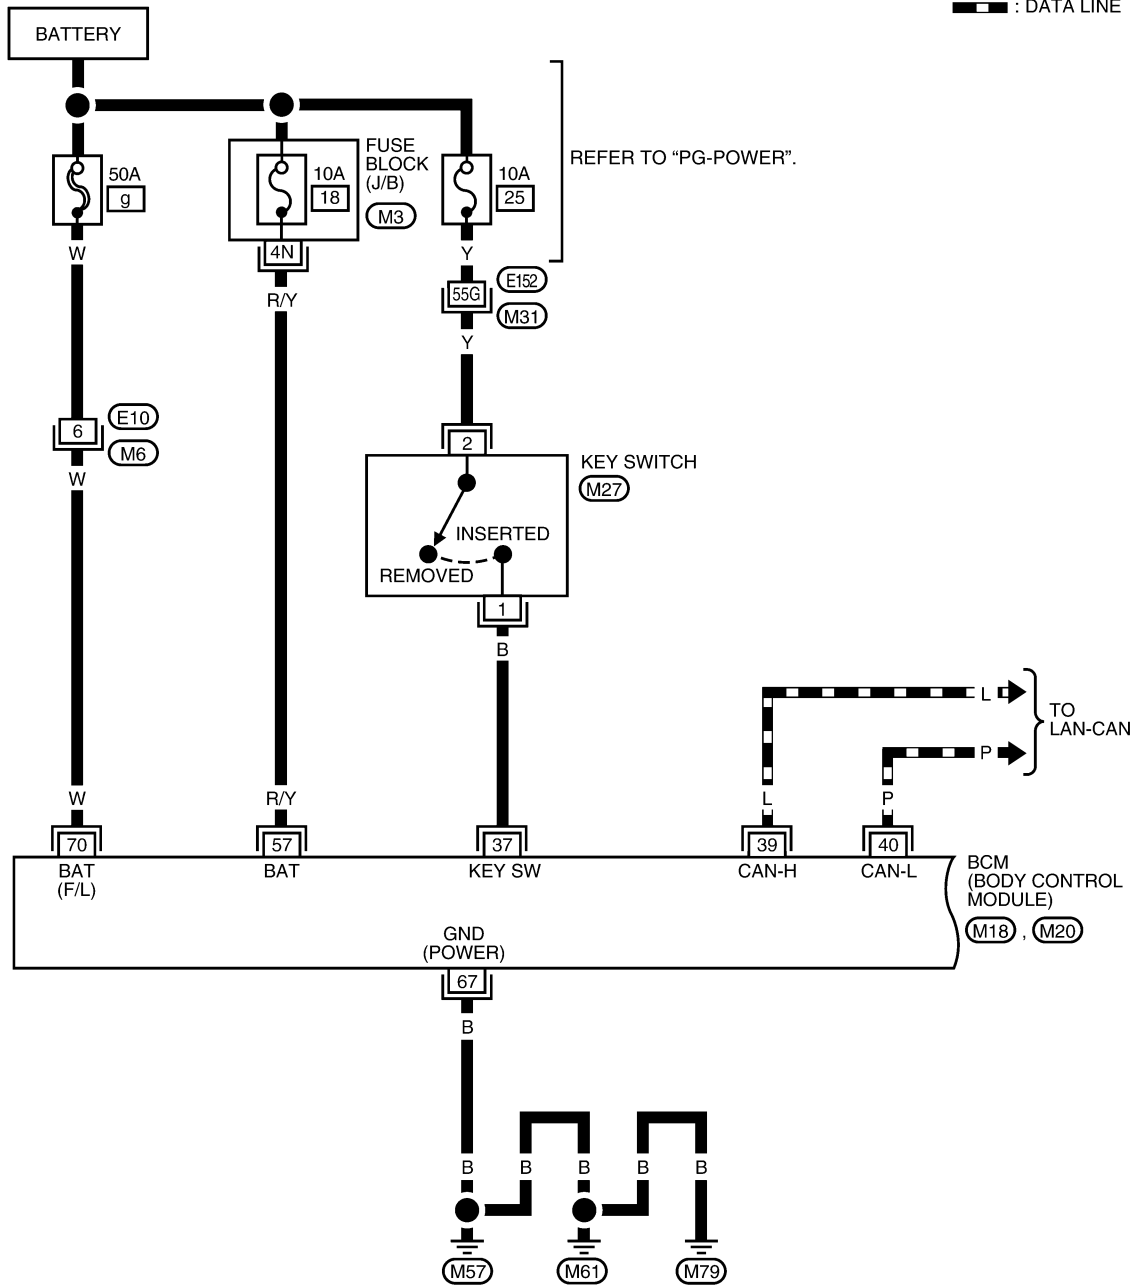 : DATA LINE
BATTERY
REFER TO “PG-POWER”.
50A
g
10A
18
FUSE
BLOCK
(J/B)
M3
10A
25
4N
W
R/Y
Y
55G
E152
M31
Y
6
E10
M6
W
2
KEY SWITCH
M27
INSERTED
REMOVED
1
B
L
P
TO
LAN-CAN
W
R/Y
L
P
70
57
37
39
40
BAT
(F/L)
BAT
KEY SW
CAN-H
CAN-L
BCM
(BODY CONTROL
MODULE)
M18 , M20
GND
(POWER)
67
B
B
B
B
B
B
M57
M61
M79